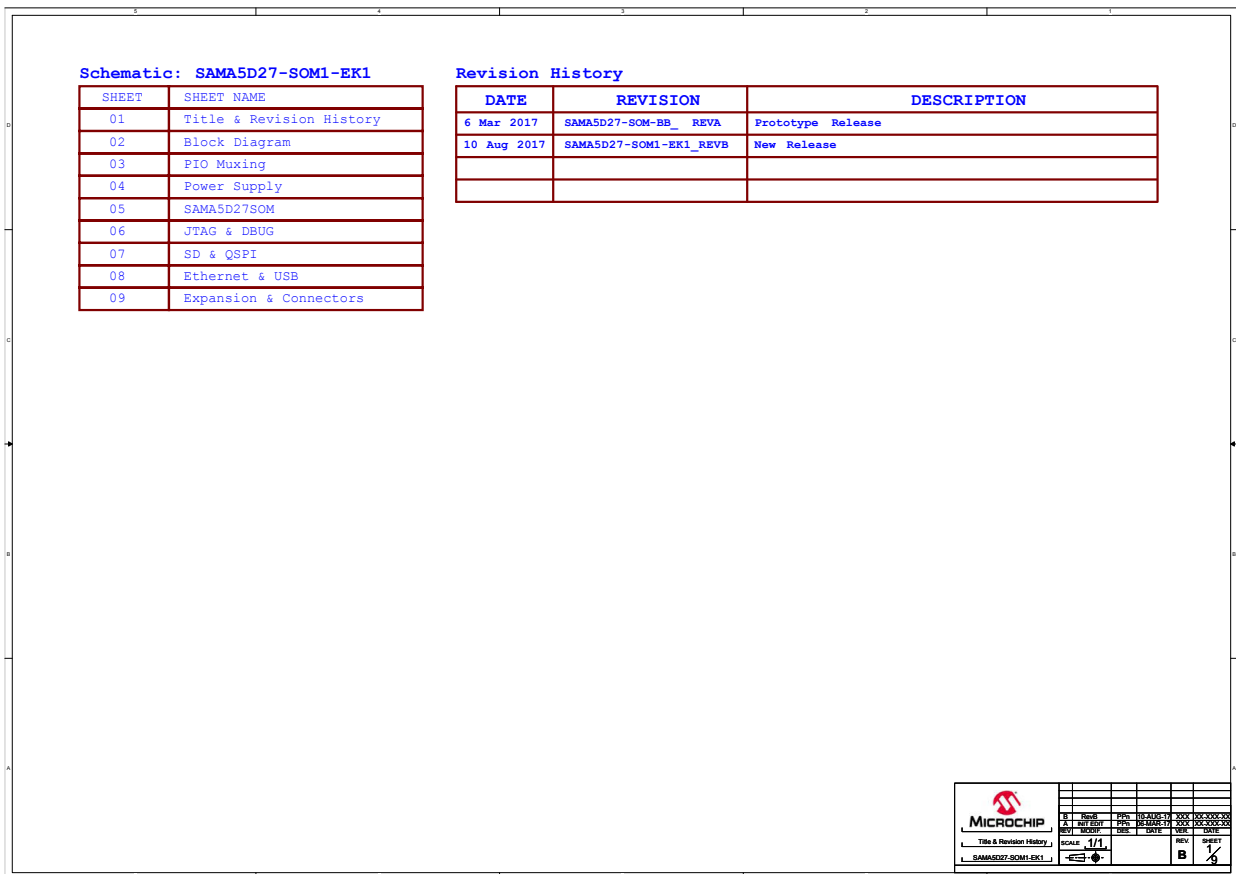 5 4 3 2 1
Schematic: SAMA5D27-SOM1-EK1
SHEET SHEET NAME
01 Title & Revision History
02 Block Diagram
03 PIO Muxing
04 Power Supply
05 SAMA5D27SOM
06 JTAG & DBUG
07 SD & QSPI
08 Ethernet & USB
09 Expansion & Connectors
Revision History
DATE REVISION DESCRIPTION
6 Mar 2017 SAMA5D27-SOM-BB_ REVA Prototype Release
10 Aug 2017 SAMA5D27-SOM1-EK1_REVB New Release
D D
C C
B B
A A
MICROCHIP
Title & Revision History
SAMA5D27-SOM1-EK1
B RevB PPn 10-AUG-17 XXX XX-XXX-XX
A INIT EDIT PPn 06-MAR-17 XXX XX-XXX-XX
REV MODIF. DES. DATE VER. DATE
SCALE 1/1 REV. SHEET
B 1/9